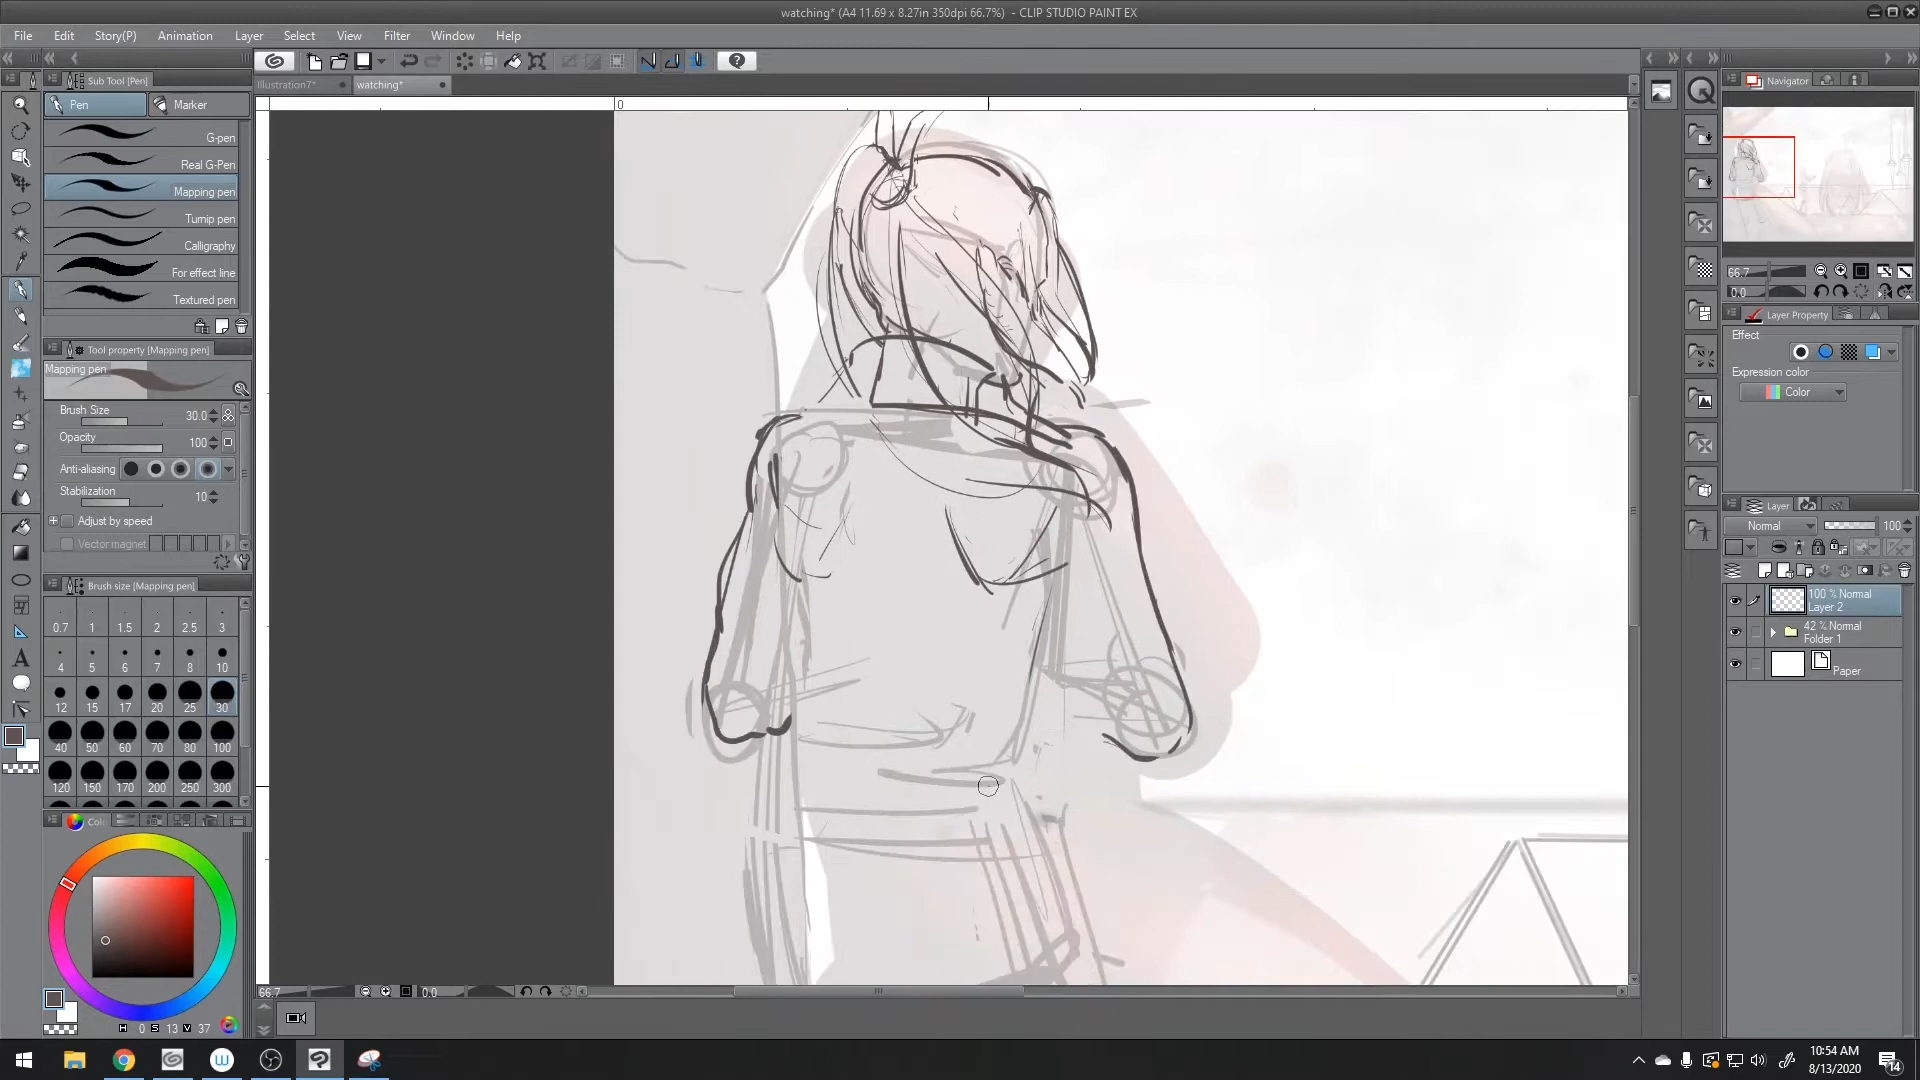 watching* (A4 11.69 x 8.27in 350dpi 66.7%)  - CLIP STUDIO PAINT EX
File Edit Story(P) Animation Layer Select View Filter Window Help
Sub Tool [Pen]
Illustration7* watching*
Navigator
Pen Marker
0
G-pen
Real G-Pen
Mapping pen
Turnip pen
Calligraphy
For effect line
Textured pen
66.7
0.0
Layer Property
Effect
Expression color
Color
Tool property [Mapping pen]
Mapping pen
Brush Size 30.0
Opacity 100
Anti-aliasing
Stabilization 10
Adjust by speed
Vector magnet
Layer
Normal 100
Brush size [Mapping pen]
0.7 1 1.5 2 2.5 3
4 5 6 7 8 10
12 15 17 20 25 30
40 50 60 70 80 100
120 150 170 200 250 300
100 % Normal
Layer 2
42 % Normal
Folder 1
Paper
H 0 S 13 V 37
66.7 0.0
10:54 AM
8/13/2020
14